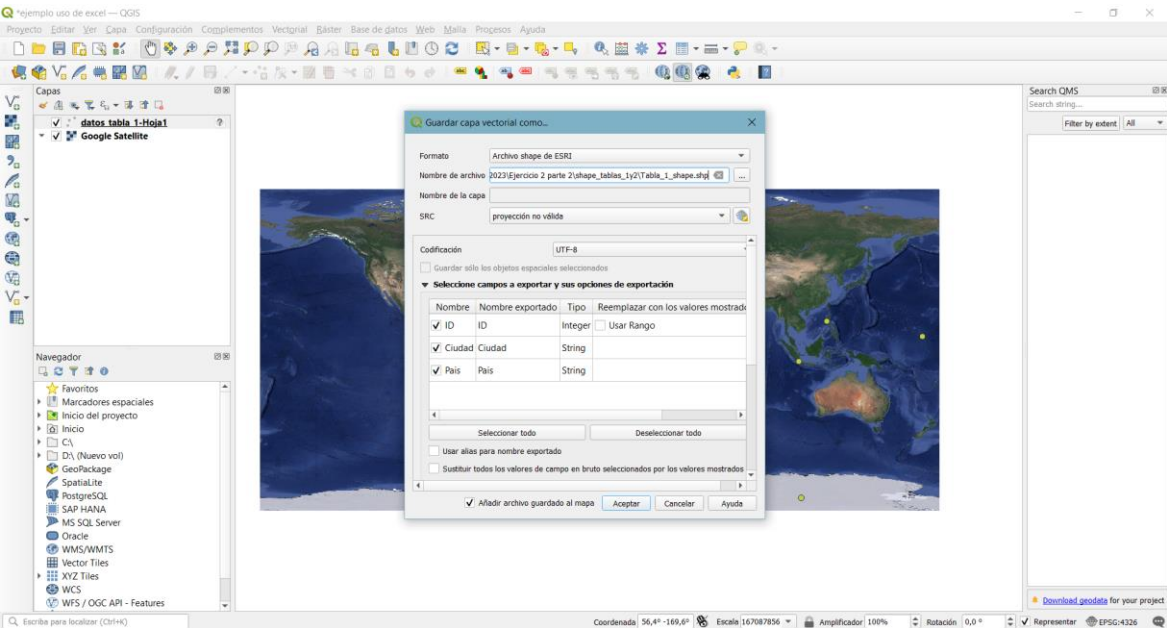 *ejemplo uso de excel — QGIS
Proyecto Editar Ver Capa Configuración Complementos Vectorial Ráster Base de datos Web Malla Procesos Ayuda
Capas
datos tabla 1-Hoja1 ?
Google Satellite
Navegador
Favoritos
Marcadores espaciales
Inicio del proyecto
Inicio
C:\
D:\ (Nuevo vol)
GeoPackage
SpatiaLite
PostgreSQL
SAP HANA
MS SQL Server
Oracle
WMS/WMTS
Vector Tiles
XYZ Tiles
WCS
WFS / OGC API - Features
Guardar capa vectorial como...
Formato Archivo shape de ESRI
Nombre de archivo 2023\Ejercicio 2 parte 2\shape_tablas_1y2\Tabla_1_shape.shp ...
Nombre de la capa
SRC proyección no válida
Codificación UTF-8
Guardar sólo los objetos espaciales seleccionados
Seleccione campos a exportar y sus opciones de exportación
Nombre Nombre exportado Tipo Reemplazar con los valores mostrado
ID ID Integer Usar Rango
Ciudad Ciudad String
Pais Pais String
Seleccionar todo Deseleccionar todo
Usar alias para nombre exportado
Sustituir todos los valores de campo en bruto seleccionados por los valores mostrados
Añadir archivo guardado al mapa Aceptar Cancelar Ayuda
Search QMS
Search string...
Filter by extent All
Download geodata for your project
Escriba para localizar (Ctrl+K) Coordenada 56,4° -169,6° Escala 167087856 Amplificador 100% Rotación 0,0 ° Representar EPSG:4326